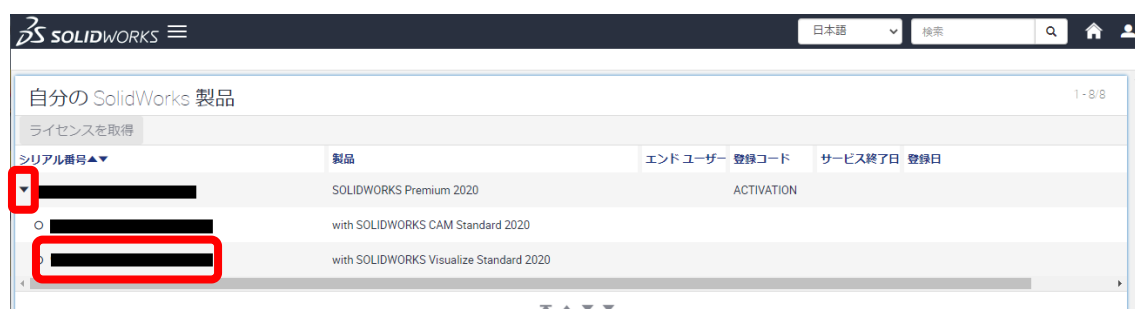 SOLIDWORKS 日本語 検索
自分の SolidWorks 製品 1 - 8/8
ライセンスを取得
シリアル番号▲▼ 製品 エンド ユーザー 登録コード サービス終了日 登録日
SOLIDWORKS Premium 2020 ACTIVATION
with SOLIDWORKS CAM Standard 2020
with SOLIDWORKS Visualize Standard 2020